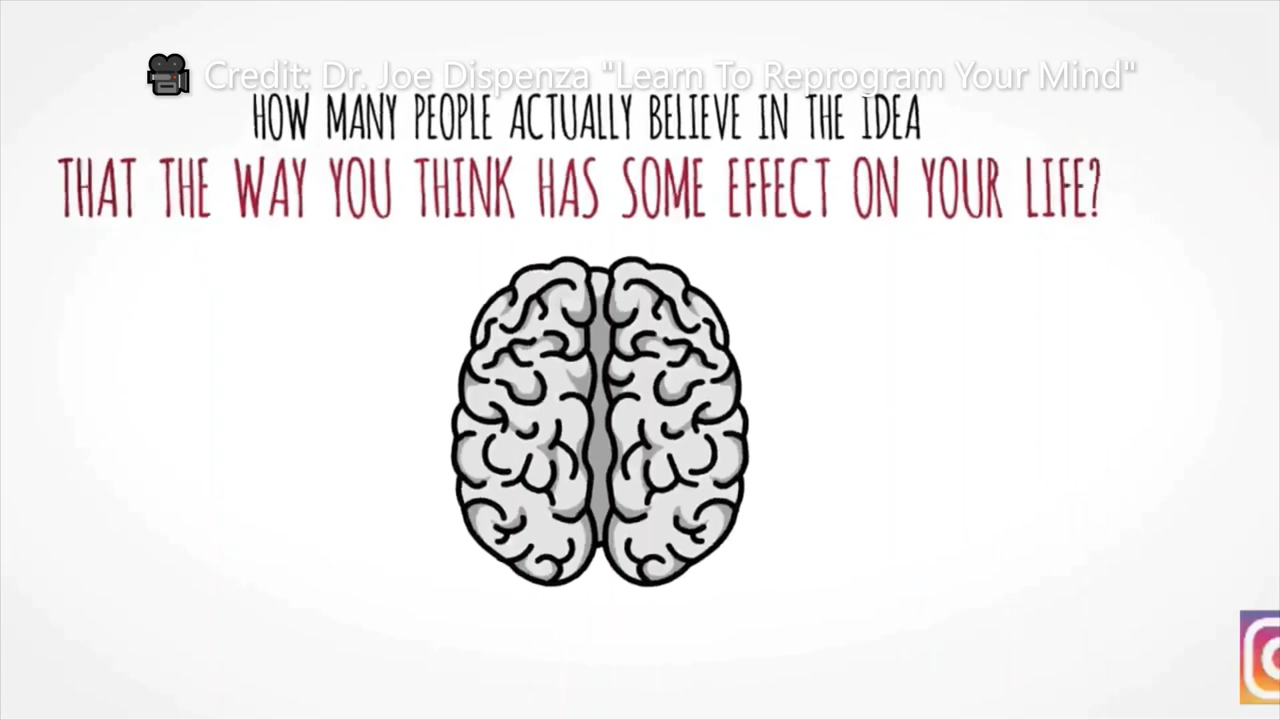 Credit: Dr. Joe Dispenza "Learn To Reprogram Your Mind"
HOW MANY PEOPLE ACTUALLY BELIEVE IN THE IDEA
THAT THE WAY YOU THINK HAS SOME EFFECT ON YOUR LIFE?